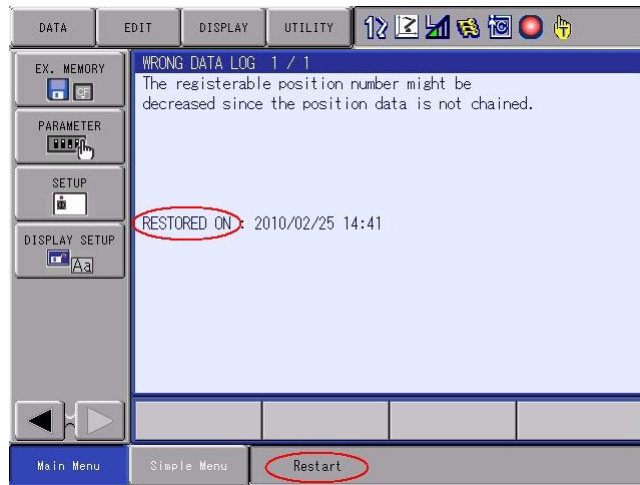 DATA
EDIT
DISPLAY
UTILITY
EX. MEMORY
CF
PARAMETER
SETUP
DISPLAY SETUP
Aa
WRONG DATA LOG 1 / 1
The registerable position number might be
decreased since the position data is not chained.
RESTORED ON : 2010/02/25 14:41
Main Menu
Simple Menu
Restart